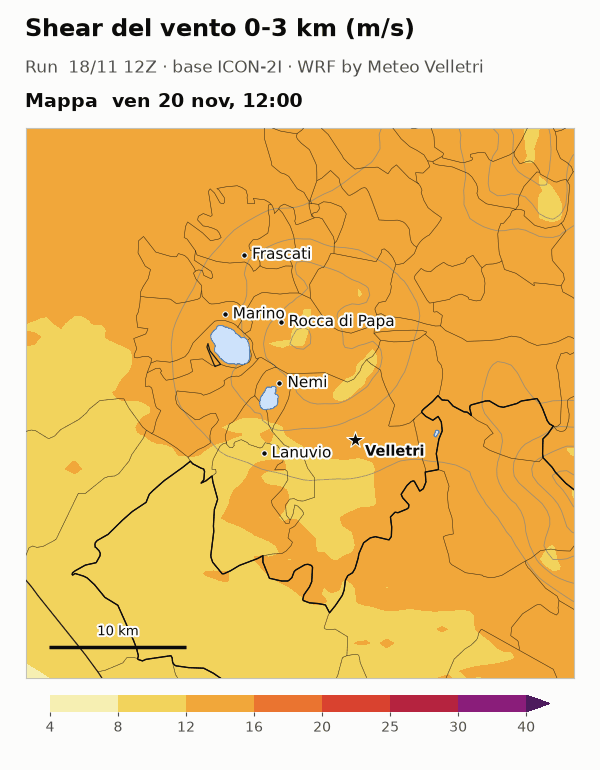 Shear del vento 0-3 km (m/s)
Run  18/11 12Z · base ICON-2I · WRF by Meteo Velletri
Mappa  ven 20 nov, 12:00
Frascati
Marino
Rocca di Papa
Nemi
Velletri
Lanuvio
10 km
4 8 12 16 20 25 30 40